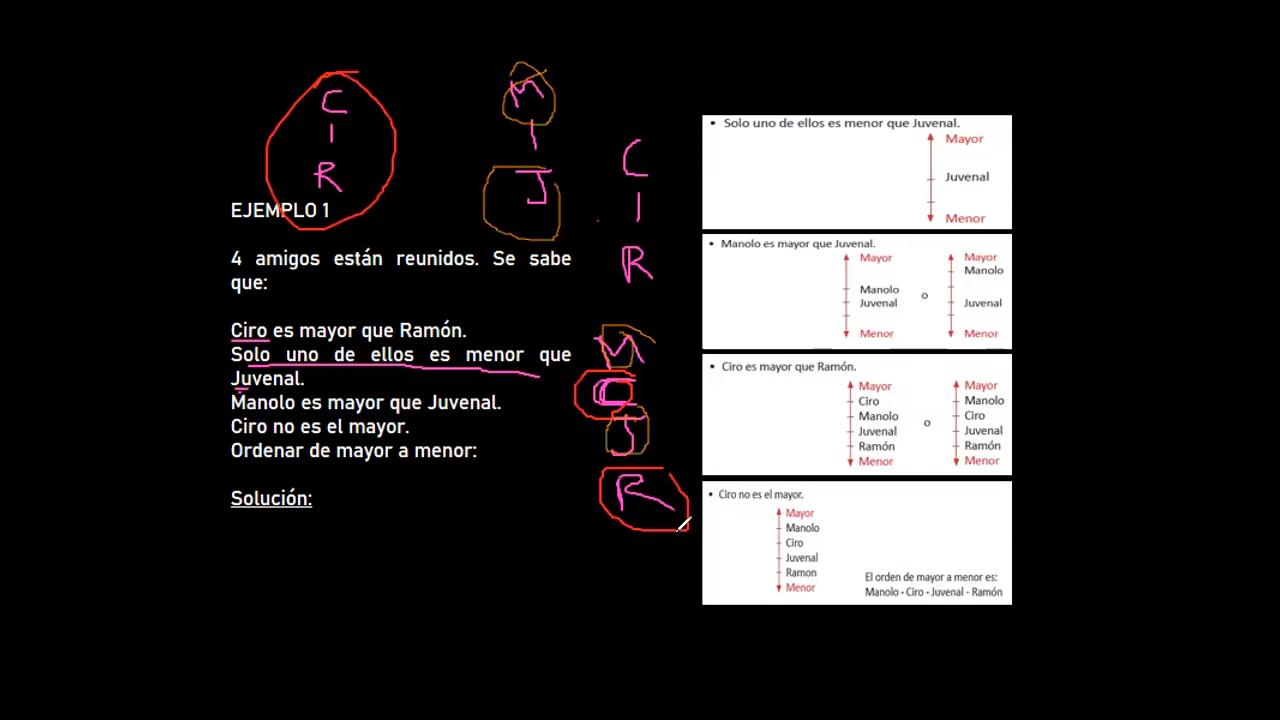 C
|
R
M
|
J
C
|
R
EJEMPLO 1
4 amigos están reunidos. Se sabe
que:
Ciro es mayor que Ramón.
Solo uno de ellos es menor que
Juvenal.
Manolo es mayor que Juvenal.
Ciro no es el mayor.
Ordenar de mayor a menor:
Solución:
M
C
J
R
• Solo uno de ellos es menor que Juvenal.
Mayor
Juvenal
Menor
• Manolo es mayor que Juvenal.
Mayor
Manolo
Juvenal
Menor
o
Mayor
Manolo
Juvenal
Menor
• Ciro es mayor que Ramón.
Mayor
Ciro
Manolo
Juvenal
Ramón
Menor
o
Mayor
Manolo
Ciro
Juvenal
Ramón
Menor
• Ciro no es el mayor.
Mayor
Manolo
Ciro
Juvenal
Ramon
Menor
El orden de mayor a menor es:
Manolo - Ciro - Juvenal - Ramón